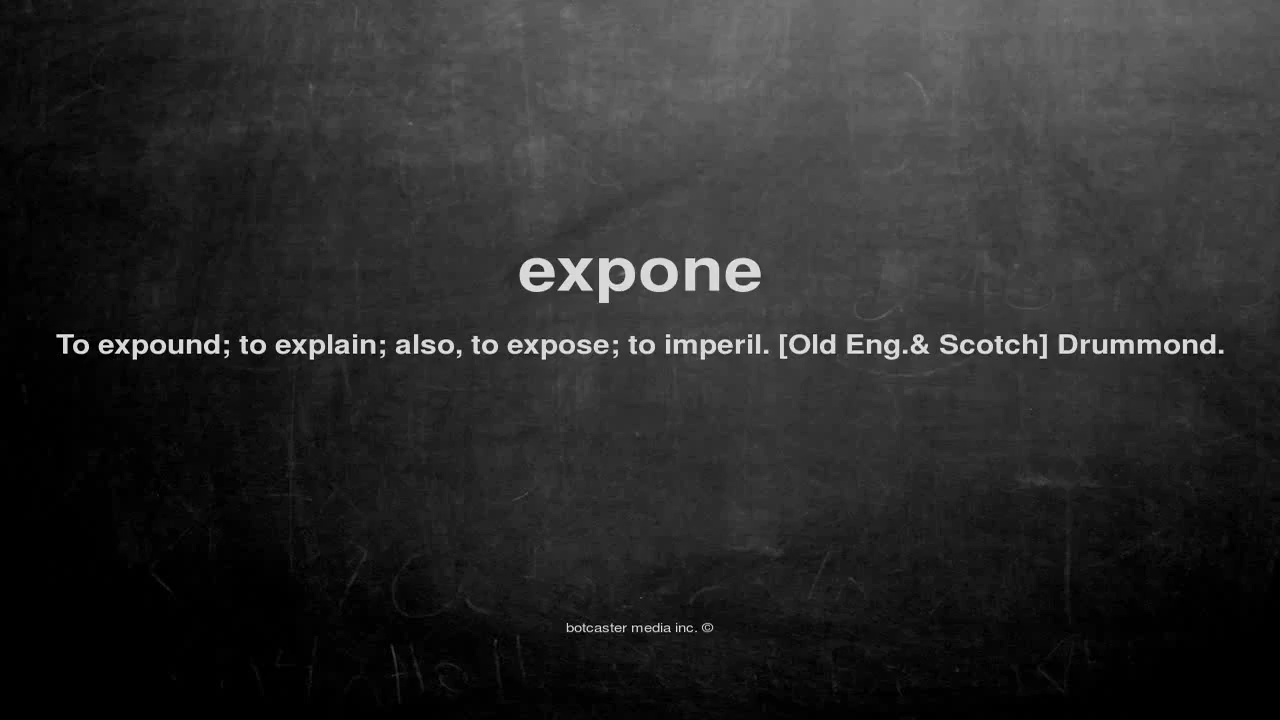 expone
To expound; to explain; also, to expose; to imperil. [Old Eng.& Scotch] Drummond.
botcaster media inc. ©